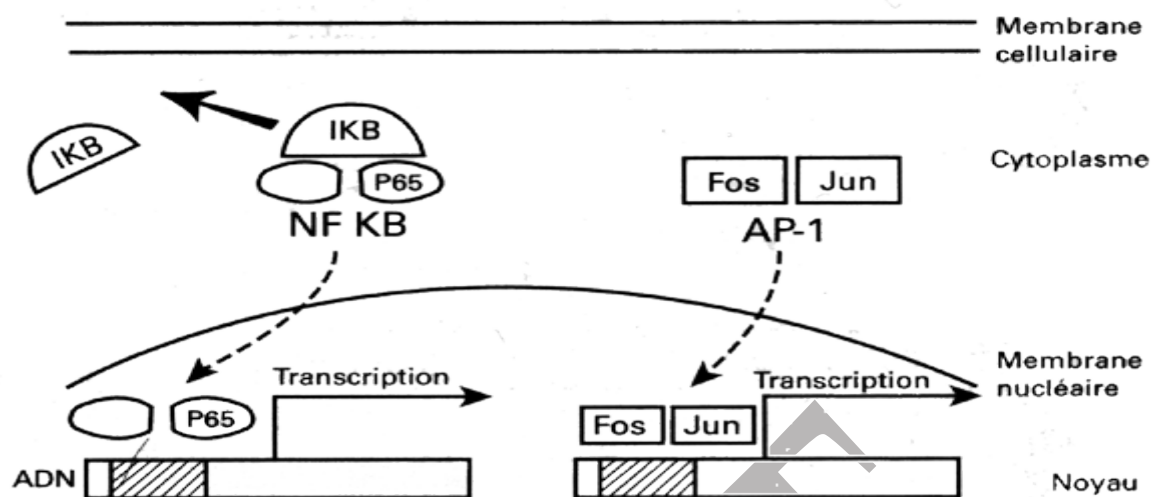 Membrane
cellulaire
IKB
IKB
P65
NF KB
Fos
Jun
AP-1
Cytoplasme
Transcription
P65
Transcription
Fos
Jun
Membrane
nucléaire
ADN
Noyau